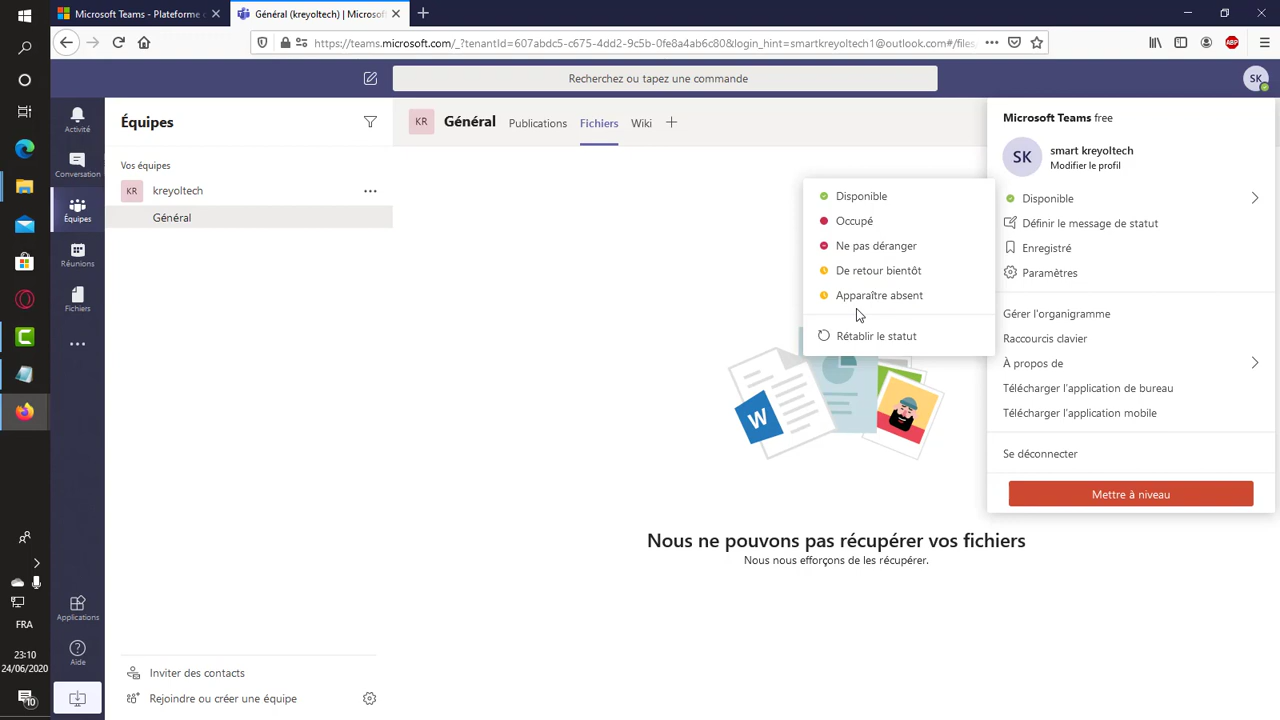 Microsoft Teams - Plateforme c
Général (kreyoltech) | Microsof
https://teams.microsoft.com/_?tenantId=607abdc5-c675-4dd2-9c5b-0fe8a4ab6c80&login_hint=smartkreyoltech1@outlook.com#/files
ABP
Recherchez ou tapez une commande
SK
Activité
Conversation
Équipes
Réunions
Fichiers
Applications
Aide
Équipes
Vos équipes
KR kreyoltech
Général
Inviter des contacts
Rejoindre ou créer une équipe
KR Général Publications Fichiers Wiki
Disponible
Occupé
Ne pas déranger
De retour bientôt
Apparaître absent
Rétablir le statut
W
Nous ne pouvons pas récupérer vos fichiers
Nous nous efforçons de les récupérer.
Microsoft Teams free
SK
smart kreyoltech
Modifier le profil
Disponible
Définir le message de statut
Enregistré
Paramètres
Gérer l'organigramme
Raccourcis clavier
À propos de
Télécharger l'application de bureau
Télécharger l'application mobile
Se déconnecter
Mettre à niveau
FRA
23:10
24/06/2020
10